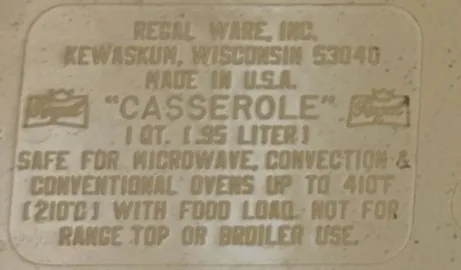 REGAL WARE, INC.
KEWASKUM, WISCONSIN 53040
MADE IN U.S.A.
"CASSEROLE"
1 QT. [.95 LITER]
SAFE FOR MICROWAVE, CONVECTION &
CONVENTIONAL OVENS UP TO 410°F
[210°C] WITH FOOD LOAD. NOT FOR
RANGE TOP OR BROILER USE.